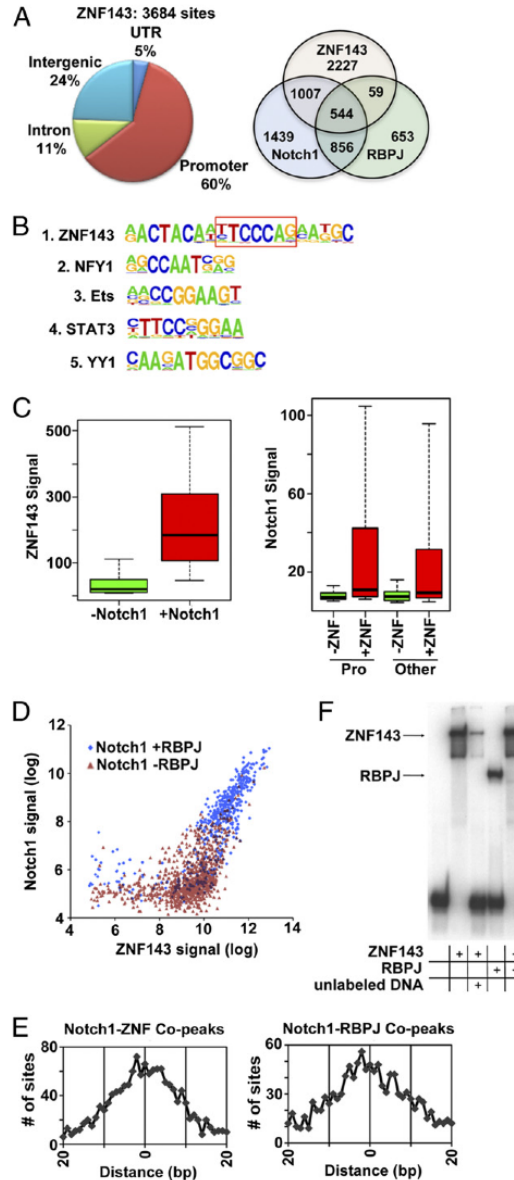 A
ZNF143: 3684 sites
UTR
5%
Intergenic
24%
Intron
11%
Promoter
60%
ZNF143
2227
1007
59
544
1439
Notch1
856
653
RBPJ
B
1. ZNF143
AACTACAATTCCCAGAATGC
2. NFY1
3. Ets
4. STAT3
5. YY1
CAAGATGGCGGC
C
ZNF143 Signal
500
300
100
-Notch1
+Notch1
Notch1 Signal
100
60
20
-ZNF
+ZNF
-ZNF
+ZNF
Pro
Other
D
Notch1 signal (log)
12
10
8
6
4
Notch1 +RBPJ
Notch1 -RBPJ
4
6
8
10
12
14
ZNF143 signal (log)
F
ZNF143
RBPJ
ZNF143 + +
RBPJ +
unlabeled DNA +
E
Notch1-ZNF Co-peaks
# of sites
80
40
0
20
0
20
Distance (bp)
Notch1-RBPJ Co-peaks
# of sites
60
30
0
20
0
20
Distance (bp)